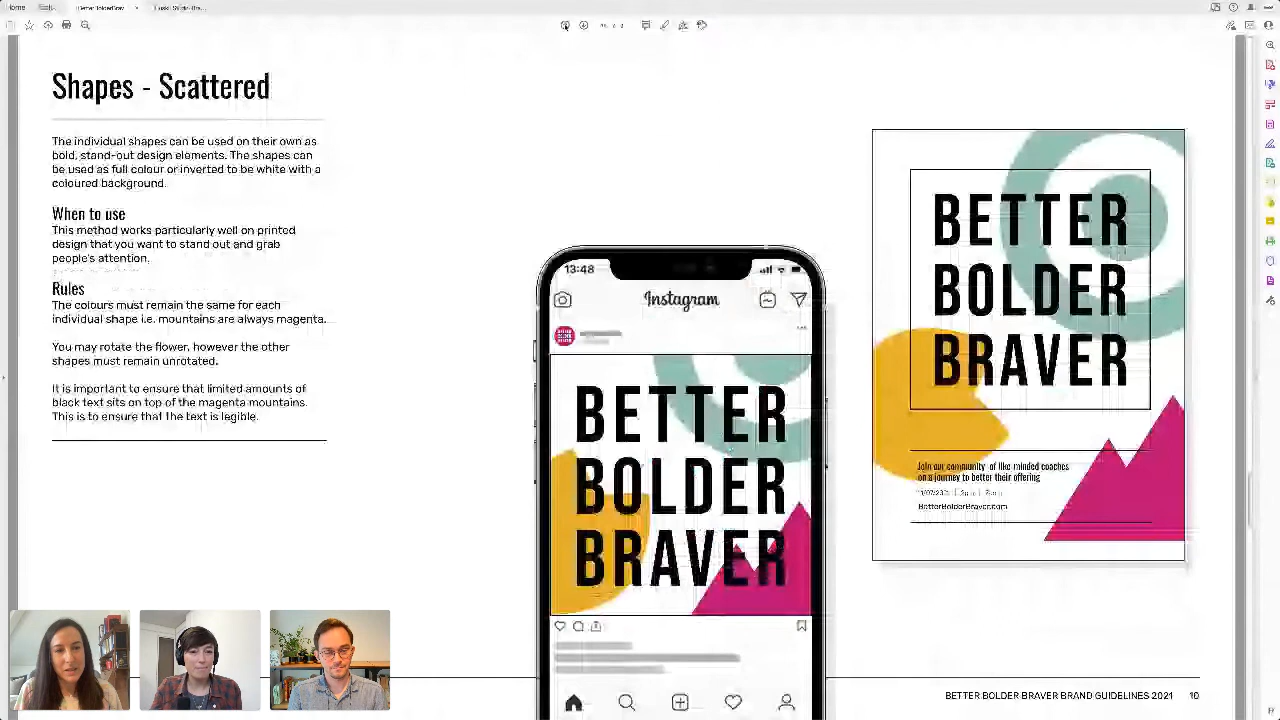 Home
Shapes - Scattered
The individual shapes can be used on their own as
bold, stand-out design elements. The shapes can
be used as full colour or inverted to be white with a
coloured background.
When to use
This method works particularly well on printed
design that you want to stand out and grab
people's attention.
Rules
The colours must remain the same for each
individual shape i.e. mountains are always magenta.
You may rotate the flower, however the other
shapes must remain unrotated.
It is important to ensure that limited amounts of
black text sits on top of the magenta mountains.
This is to ensure that the text is legible.
13:48
Instagram
BETTER
BOLDER
BRAVER
BETTER
BOLDER
BRAVER
Join our community of like-minded coaches
on a journey to better their offering
BetterBolderBraver.com
BETTER BOLDER BRAVER BRAND GUIDELINES 2021 10